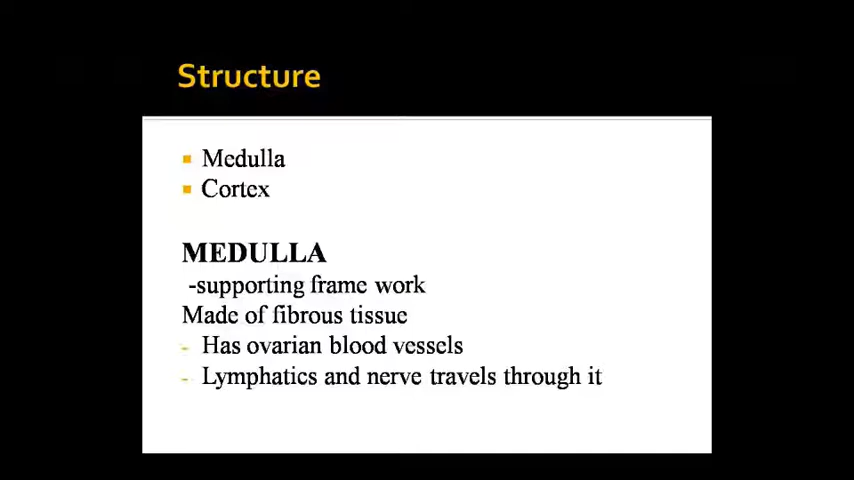 Structure
Medulla
Cortex
MEDULLA
-supporting frame work
Made of fibrous tissue
- Has ovarian blood vessels
- Lymphatics and nerve travels through it